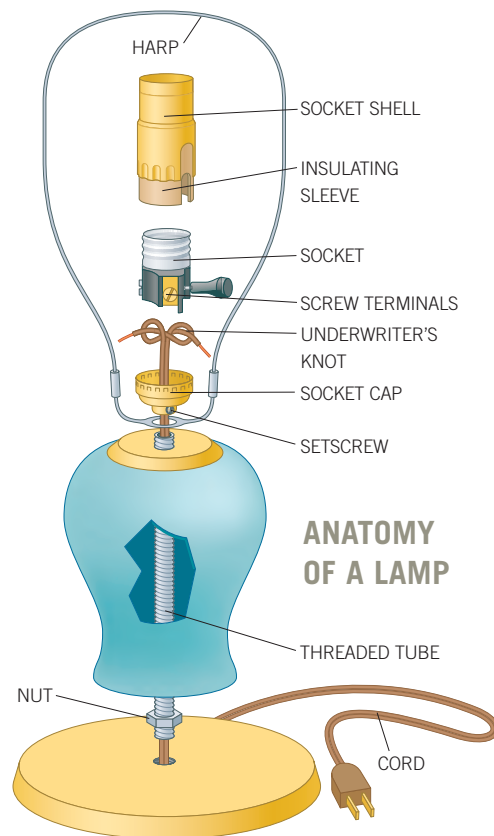 HARP
SOCKET SHELL
INSULATING
SLEEVE
SOCKET
SCREW TERMINALS
UNDERWRITER'S
KNOT
SOCKET CAP
SETSCREW
ANATOMY
OF A LAMP
THREADED TUBE
NUT
CORD